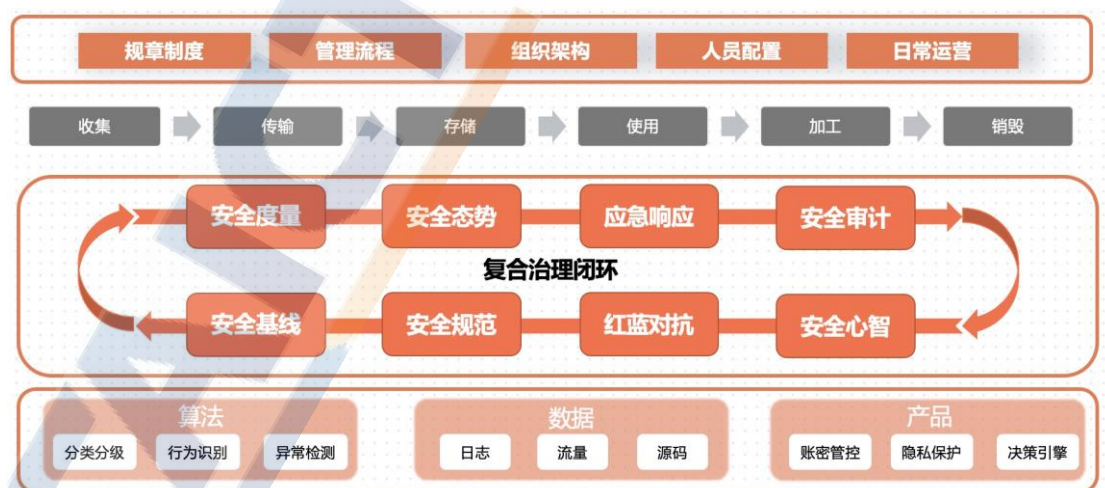 规章制度 管理流程 组织架构 人员配置 日常运营
收集 传输 存储 使用 加工 销毁
安全度量 安全态势 应急响应 安全审计
复合治理闭环
安全基线 安全规范 红蓝对抗 安全心智
算法 数据 产品
分类分级 行为识别 异常检测 日志 流量 源码 账密管控 隐私保护 决策引擎